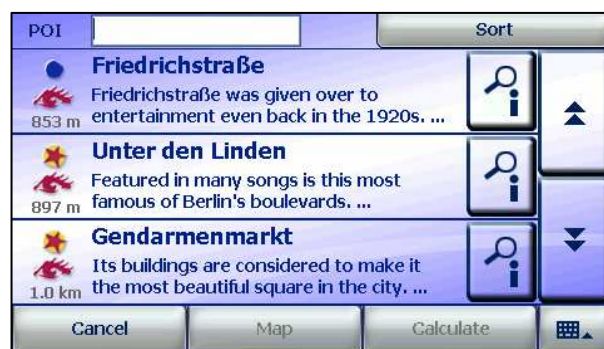 POI
Sort
Friedrichstraße
Friedrichstraße was given over to
853 m entertainment even back in the 1920s. ...
Unter den Linden
Featured in many songs is this most
897 m famous of Berlin's boulevards. ...
Gendarmenmarkt
Its buildings are considered to make it
1.0 km the most beautiful square in the city. ...
Cancel Map Calculate